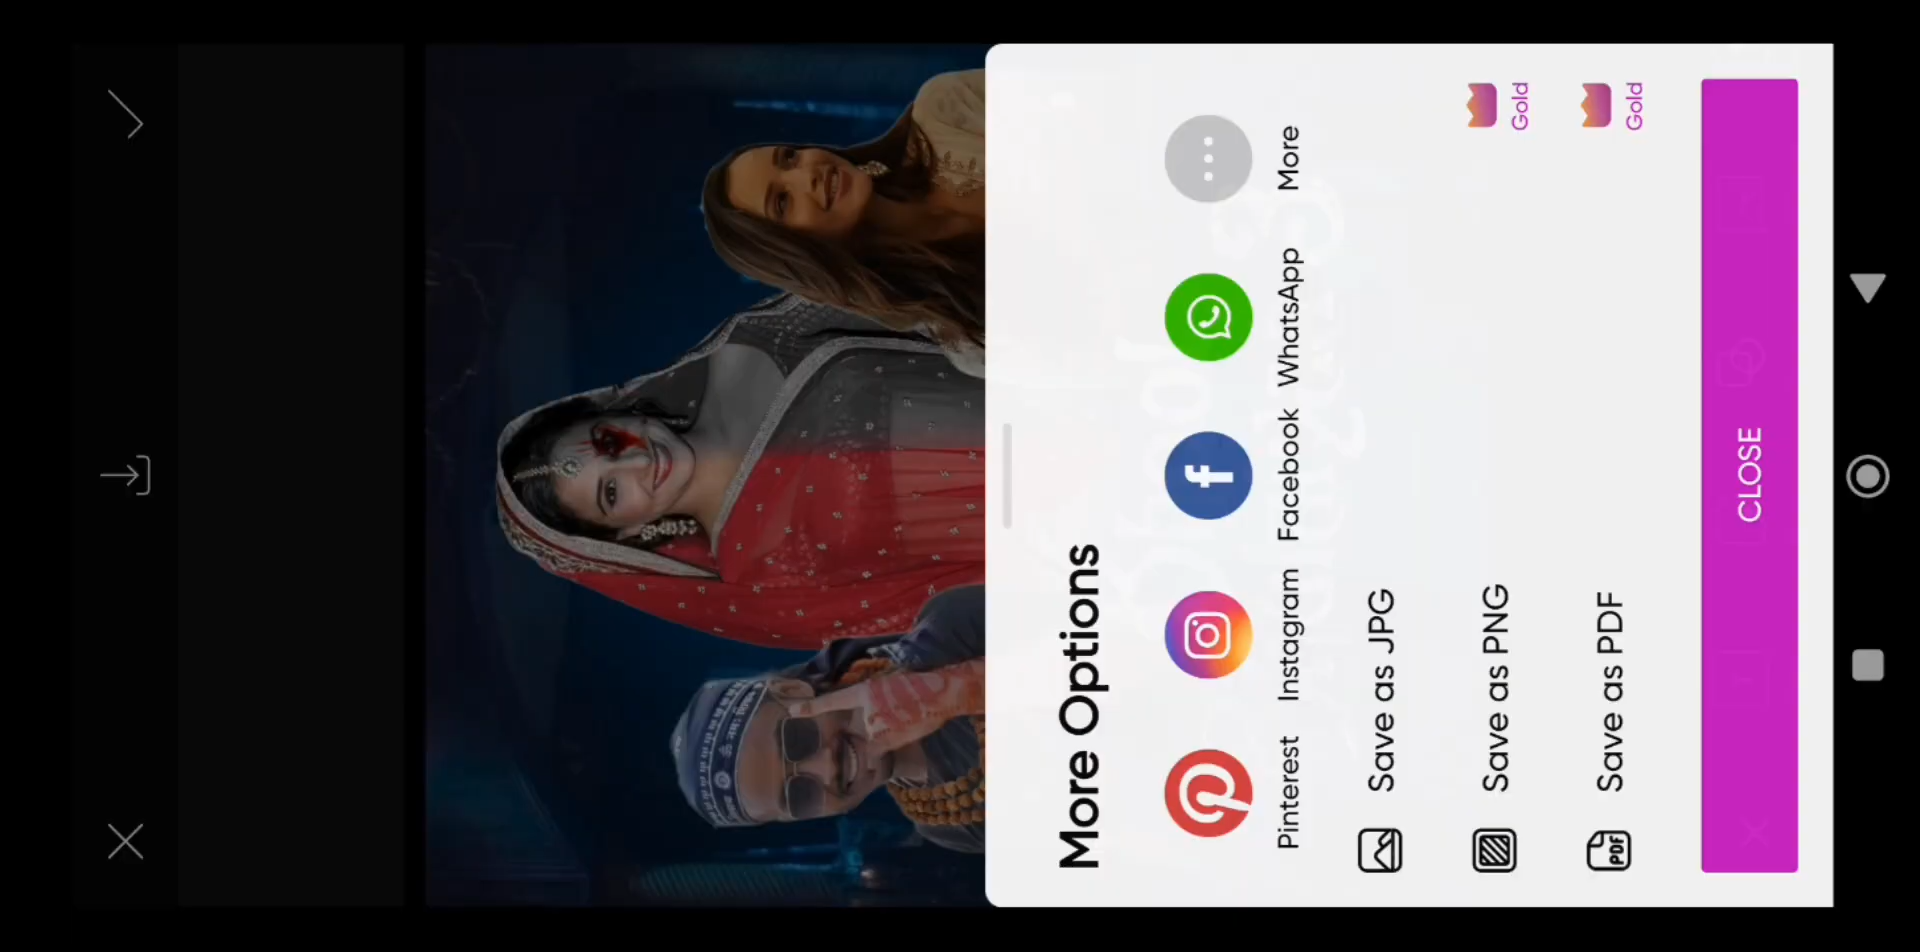 More Options
Pinterest
Instagram
Facebook
WhatsApp
More
Save as JPG
Save as PNG
Gold
Save as PDF
Gold
CLOSE
PDF